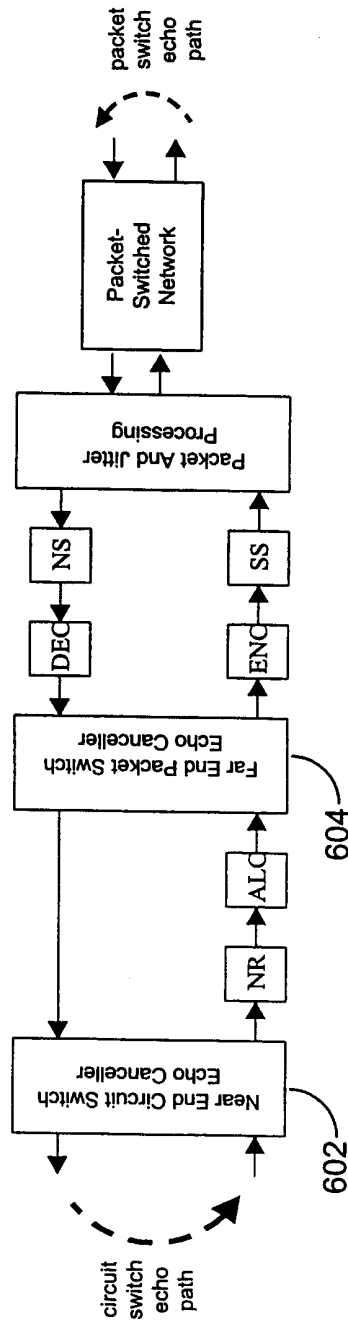 circuit
switch
echo
path
602
Near End Circuit Switch
Echo Canceller
NR
ALC
604
Far End Packet Switch
Echo Canceller
DEC
NS
ENC
SS
Packet And Jitter
Processing
Packet-
Switched
Network
packet
switch
echo
path